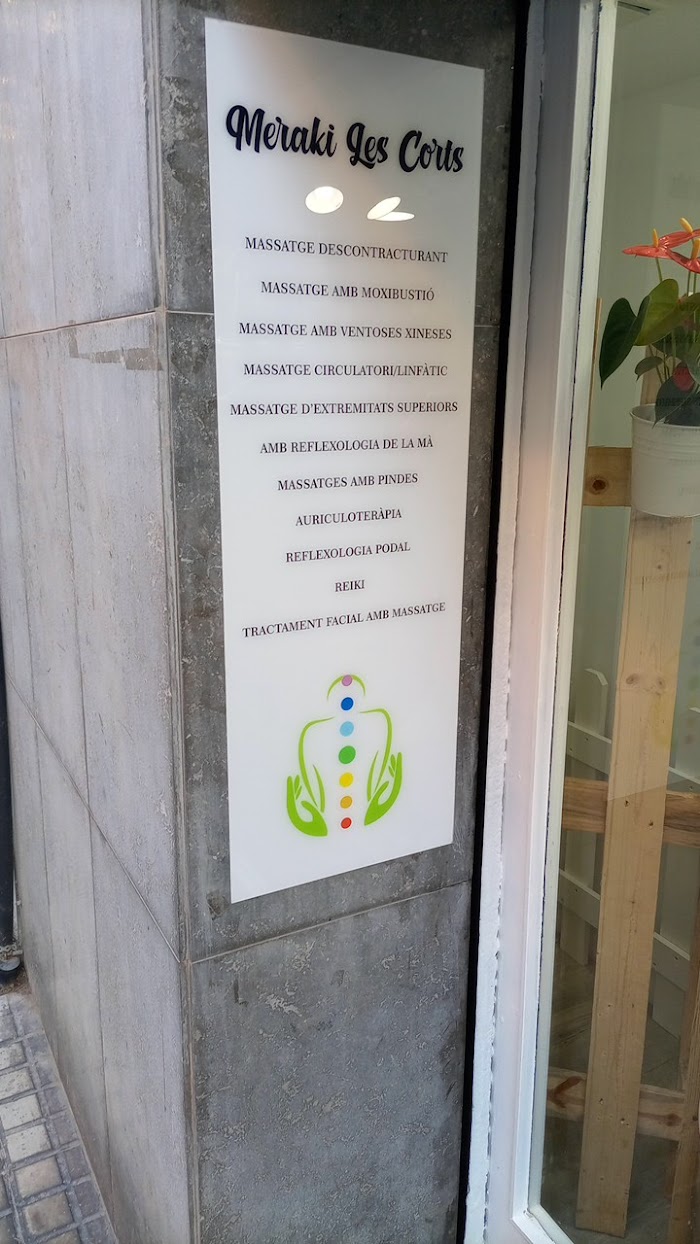 Meraki Les Corts
MASSATGE DESCONTRACTURANT
MASSATGE AMB MOXIBUSTIÓ
MASSATGE AMB VENTOSES XINESES
MASSATGE CIRCULATORI/LINFÀTIC
MASSATGE D'EXTREMITATS SUPERIORS
AMB REFLEXOLOGIA DE LA MÀ
MASSATGES AMB PINDES
AURICULOTERÀPIA
REFLEXOLOGIA PODAL
REIKI
TRACTAMENT FACIAL AMB MASSATGE